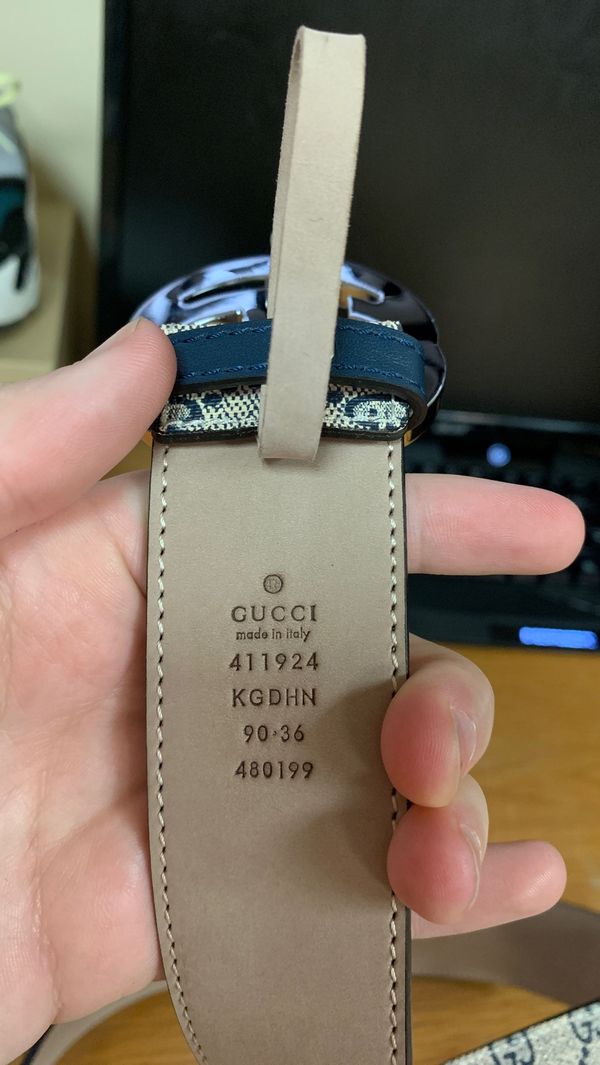 ®
GUCCI
made in italy
411924
KGDHN
90·36
480199